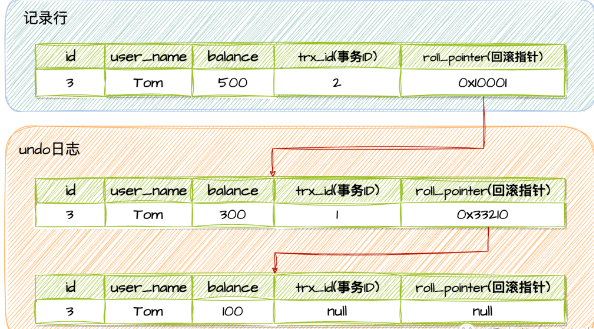 记录行
id user_name balance trx_id(事务ID) roll_pointer(回滚指针)
3 Tom 500 2 0x10001
undo日志
id user_name balance trx_id(事务ID) roll_pointer(回滚指针)
3 Tom 300 1 0x33210
id user_name balance trx_id(事务ID) roll_pointer(回滚指针)
3 Tom 100 null null